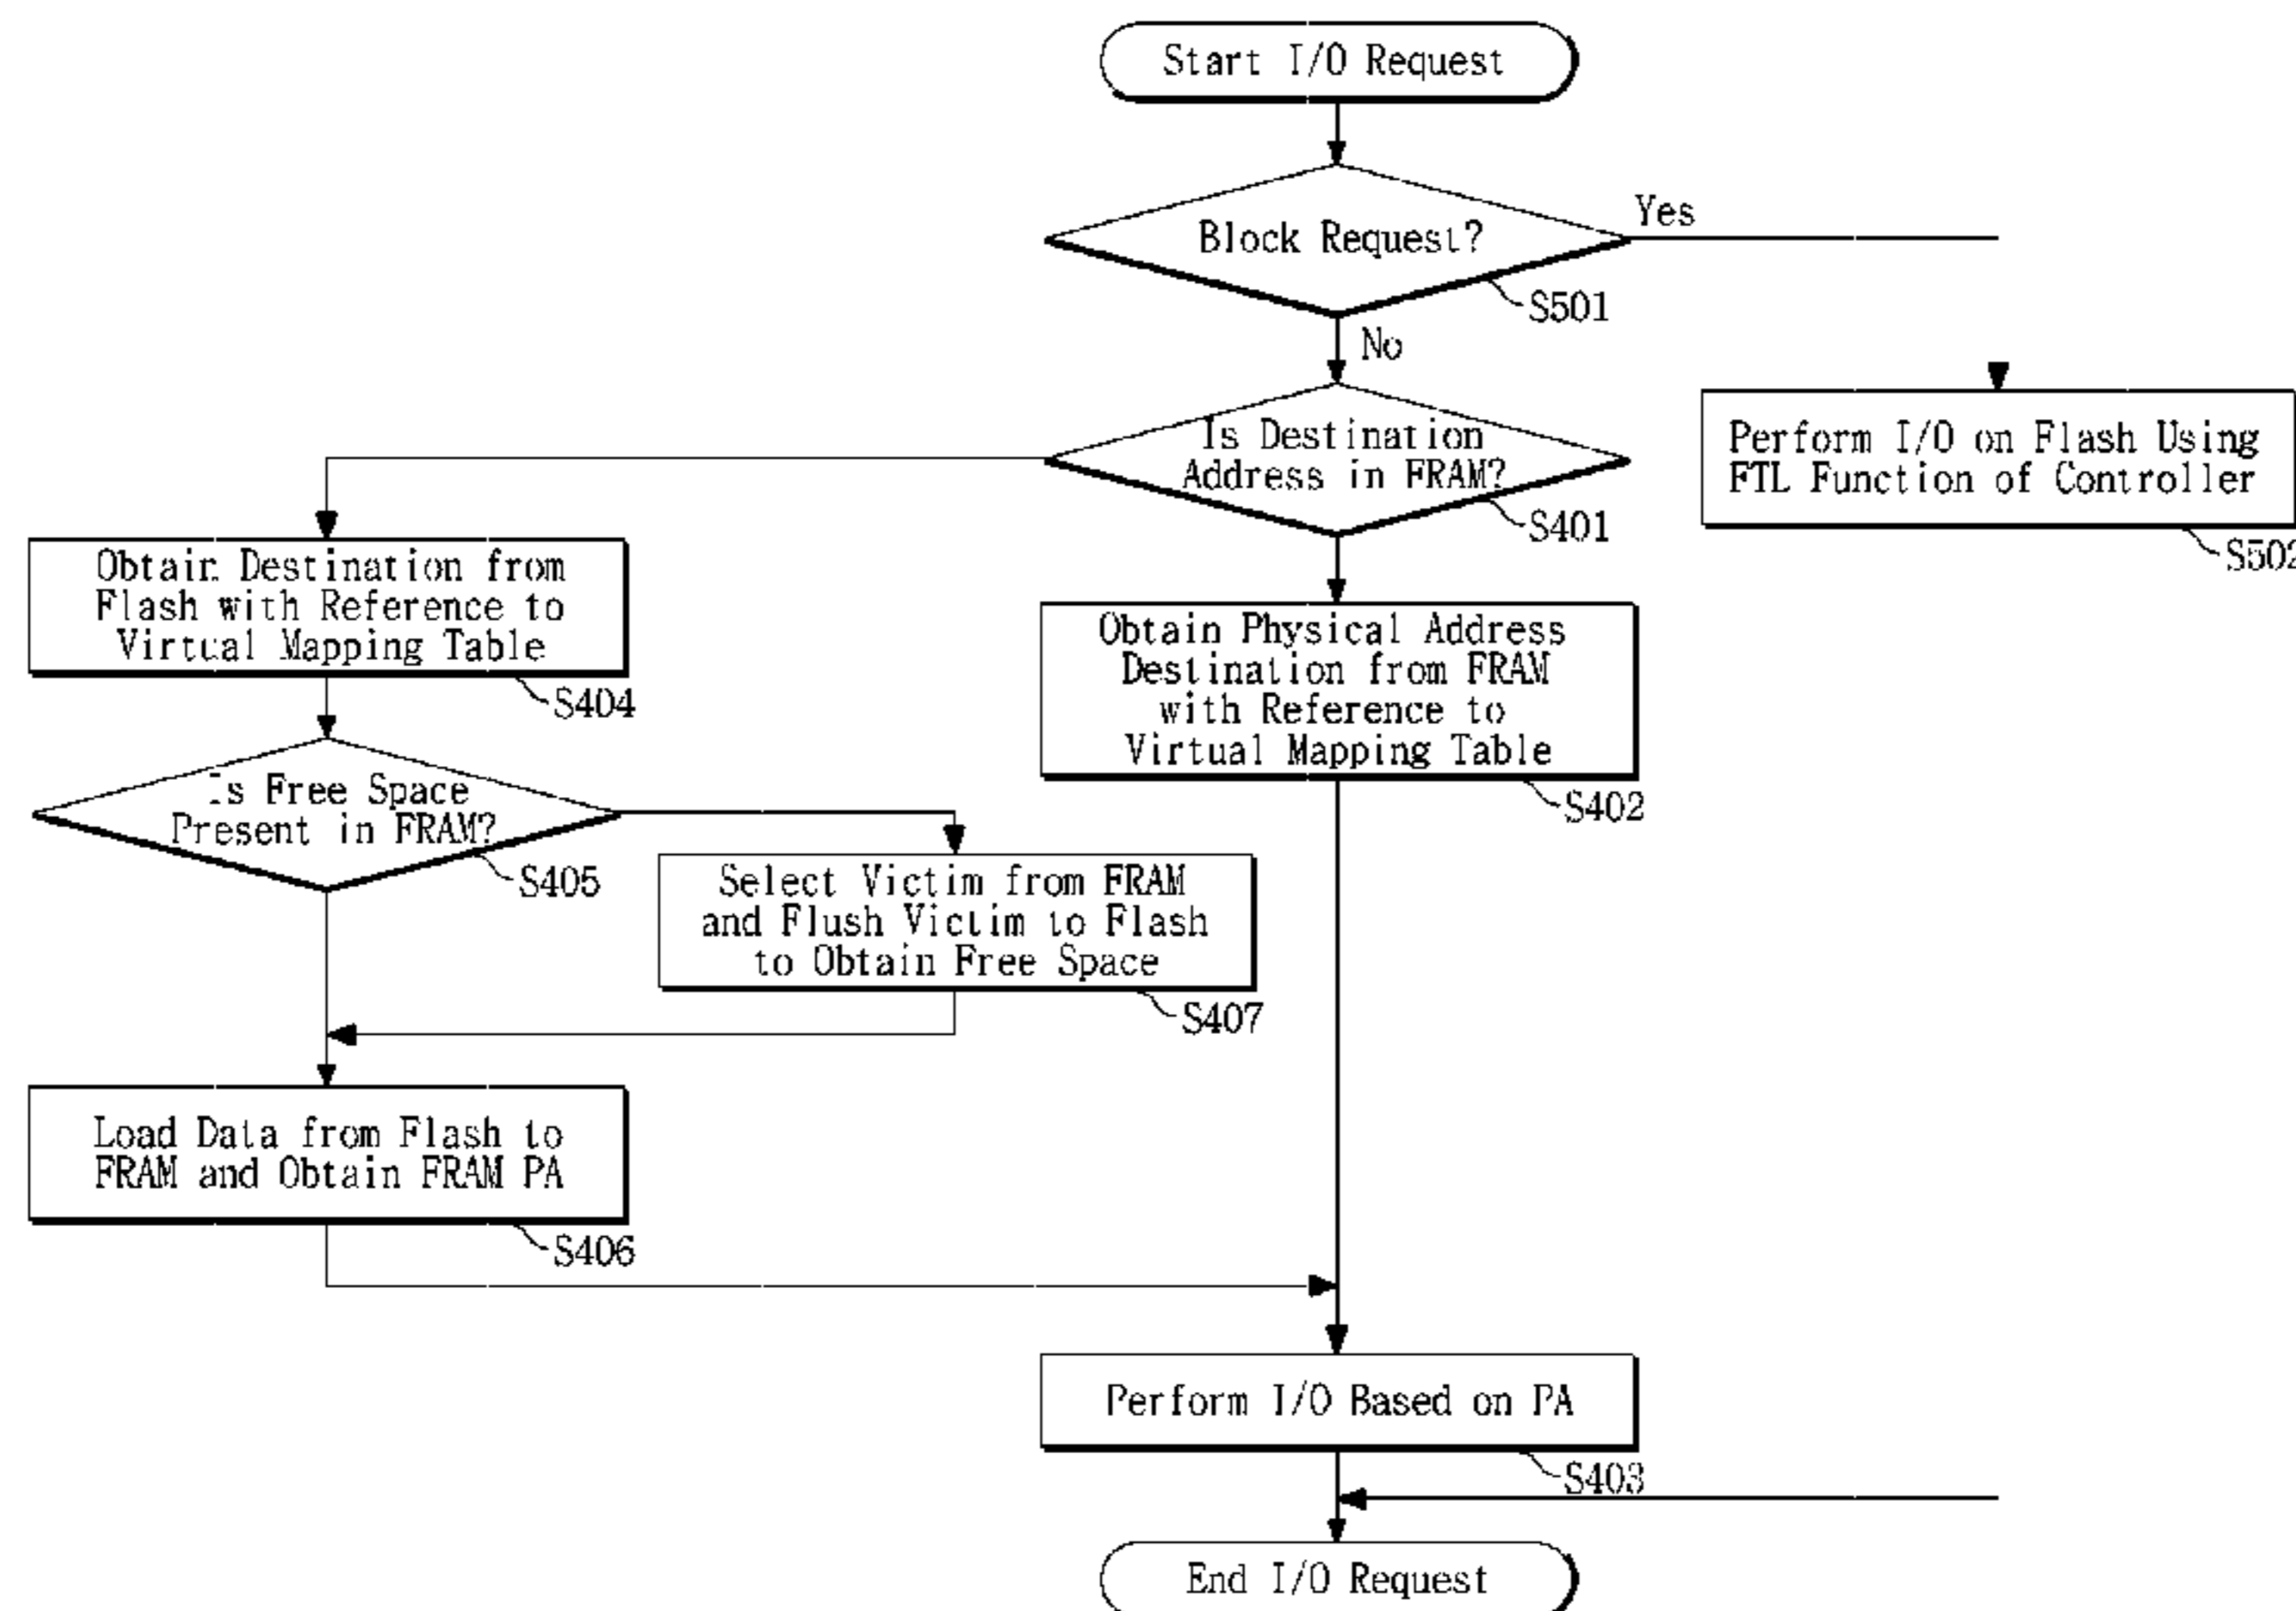 Start I/O Request
Block Request?
Yes
S501
No
Is Destination
Address in FRAM?
S401
Perform I/O on Flash Using
FTL Function of Controller
S502
Obtain Destination from
Flash with Reference to
Virtual Mapping Table
S404
Obtain Physical Address
Destination from FRAM
with Reference to
Virtual Mapping Table
S402
Is Free Space
Present in FRAM?
S405
Select Victim from FRAM
and Flush Victim to Flash
to Obtain Free Space
S407
Load Data from Flash to
FRAM and Obtain FRAM PA
S406
Perform I/O Based on PA
S403
End I/O Request